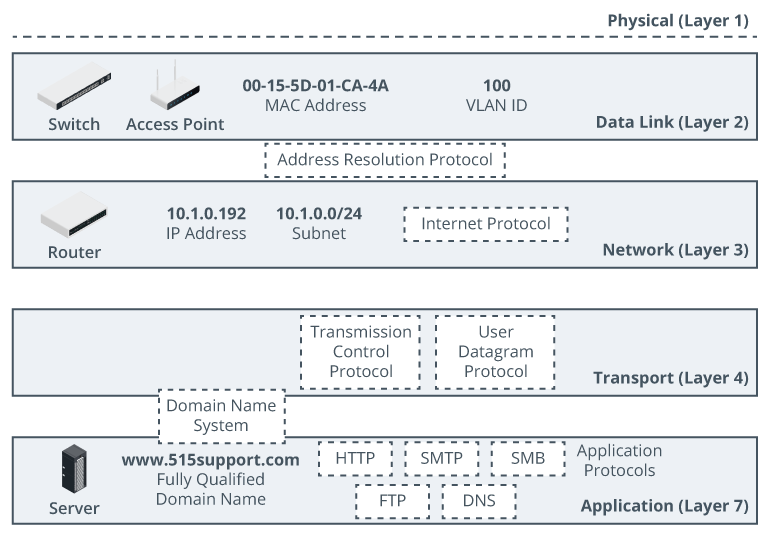 Physical (Layer 1)
Switch
Access Point
00-15-5D-01-CA-4A
MAC Address
100
VLAN ID
Data Link (Layer 2)
Address Resolution Protocol
Router
10.1.0.192
IP Address
10.1.0.0/24
Subnet
Internet Protocol
Network (Layer 3)
Transmission
Control
Protocol
User
Datagram
Protocol
Transport (Layer 4)
Domain Name
System
Server
www.515support.com
Fully Qualified
Domain Name
HTTP
SMTP
SMB
Application
Protocols
FTP
DNS
Application (Layer 7)